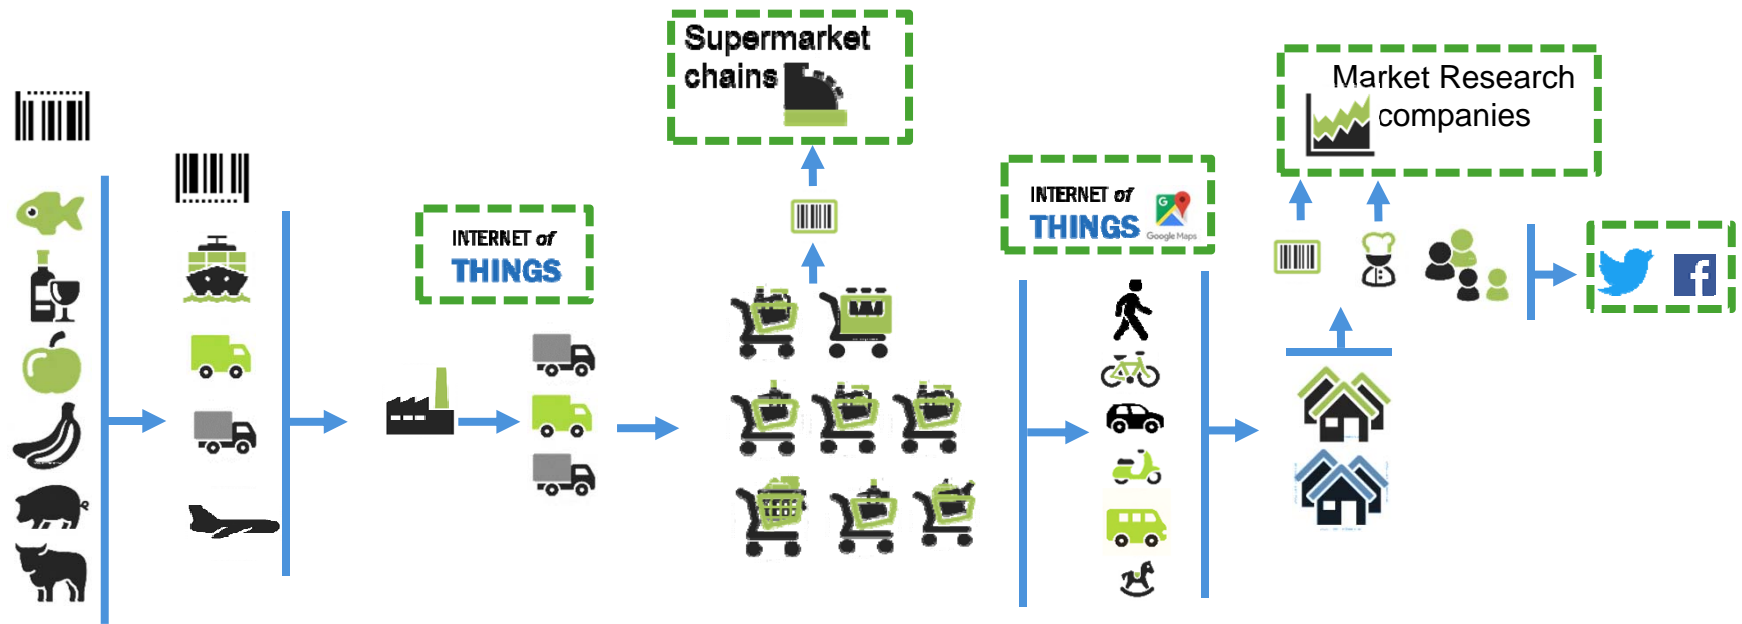 Supermarket
chains
Market Research
companies
INTERNET of
THINGS
INTERNET of
THINGS
G
Google Maps
f